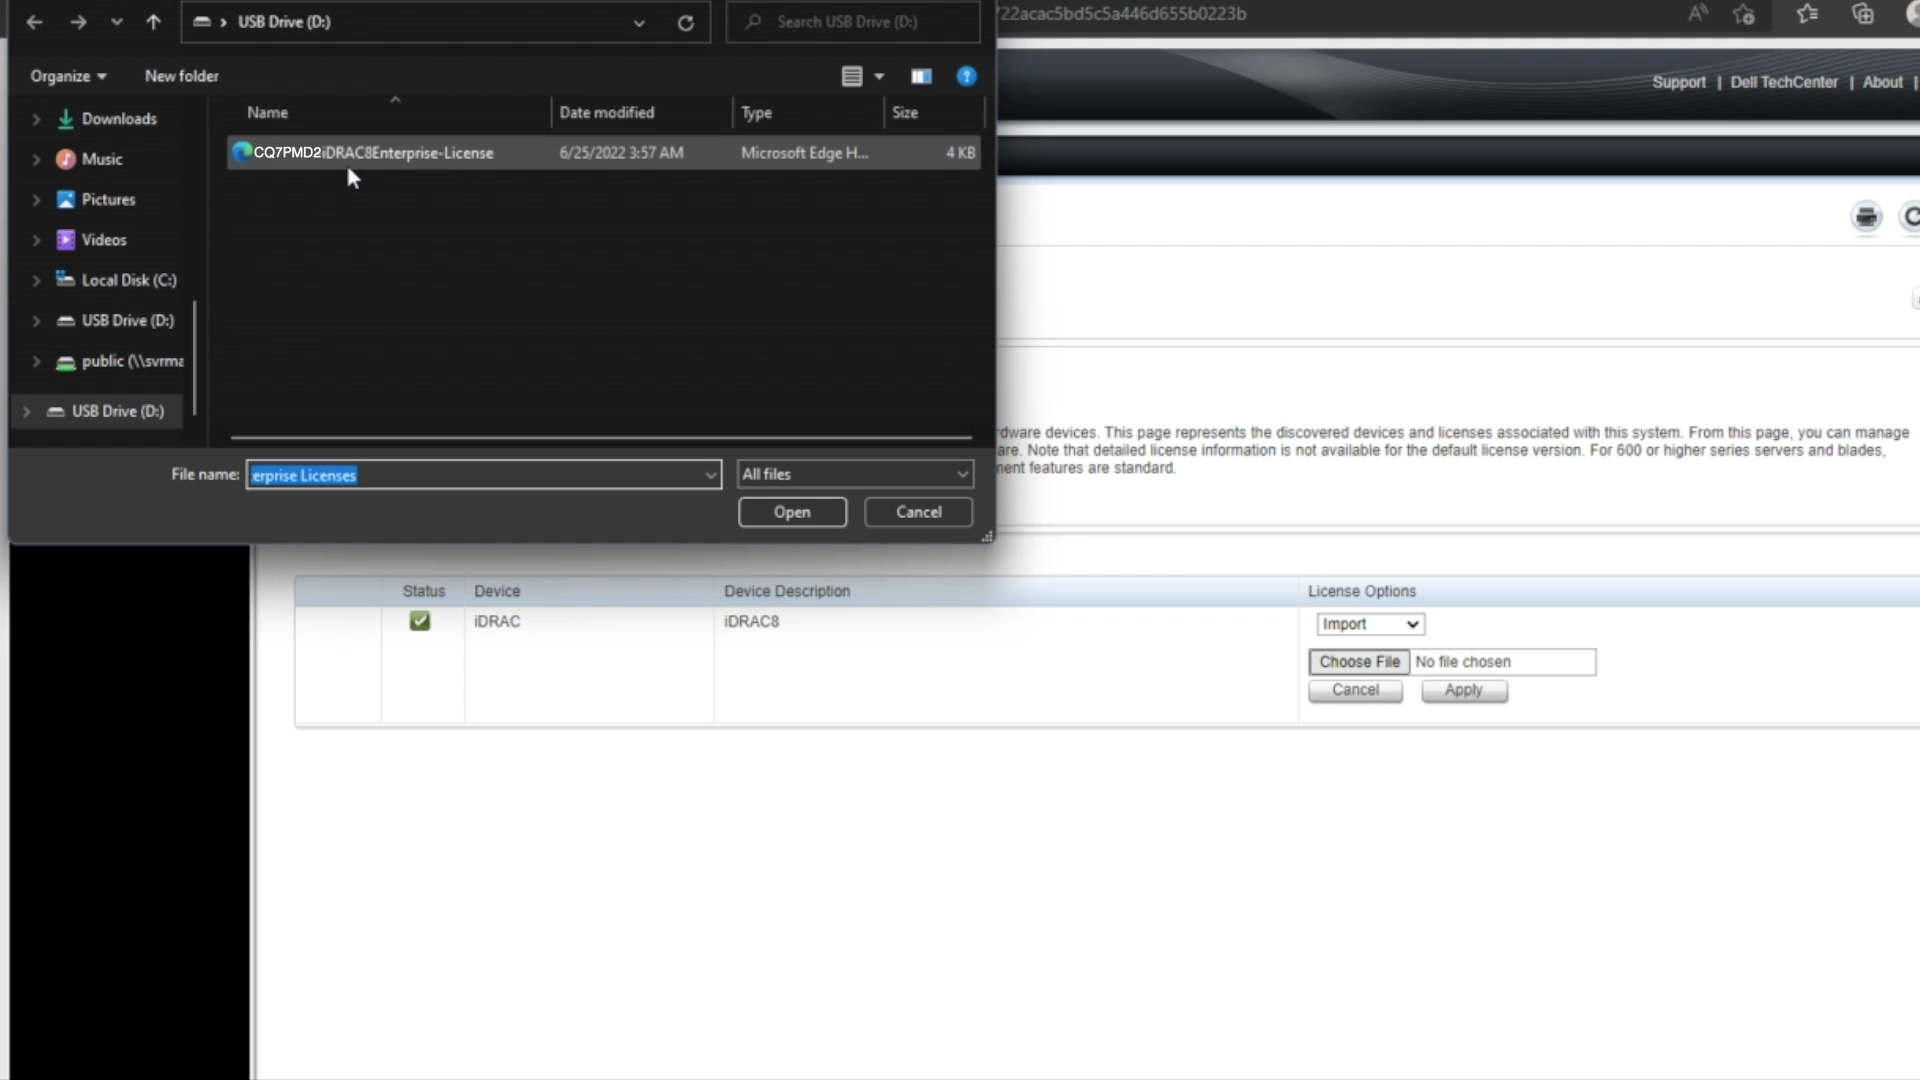 USB Drive (D:)
Search USB Drive (D:)
22acac5bd5c5a446d655b0223b
Organize
New folder
Support | Dell TechCenter | About |
Name
Date modified
Type
Size
Downloads
CQ7PMD2iDRAC8Enterprise-License
6/25/2022 3:57 AM
Microsoft Edge H...
4 KB
Music
Pictures
Videos
Local Disk (C:)
USB Drive (D:)
public (\\svrma
USB Drive (D:)
rdware devices. This page represents the discovered devices and licenses associated with this system. From this page, you can manage
are. Note that detailed license information is not available for the default license version. For 600 or higher series servers and blades,
ent features are standard.
File name:
erprise Licenses
All files
Open
Cancel
Status
Device
Device Description
License Options
iDRAC
iDRAC8
Import
Choose File
No file chosen
Cancel
Apply